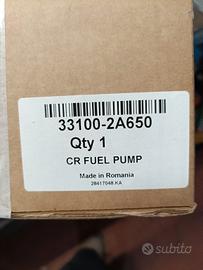 33100-2A650
Qty 1
CR FUEL PUMP
Made in Romania
28417048.KA
subito